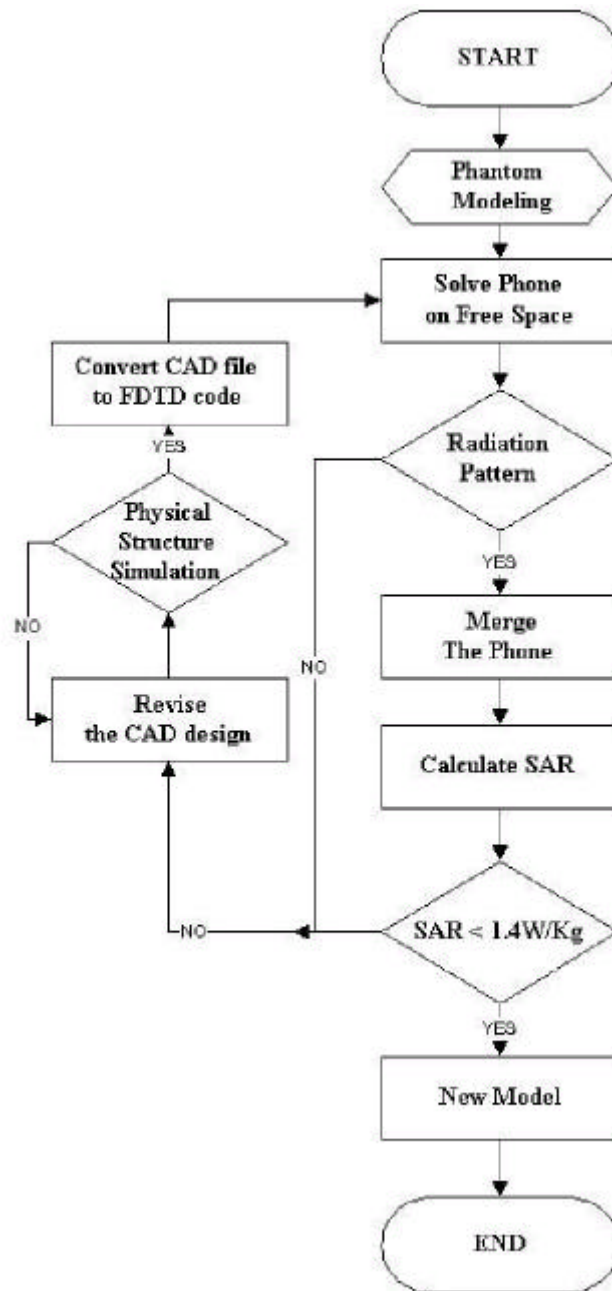 START
Phantom
Modeling
Solve Phone
on Free Space
Convert CAD file
to FDTD code
YES
Radiation
Pattern
Physical
Structure
Simulation
YES
NO
Merge
The Phone
NO
Revise
the CAD design
Calculate SAR
NO
SAR < 1.4W/Kg
YES
New Model
END